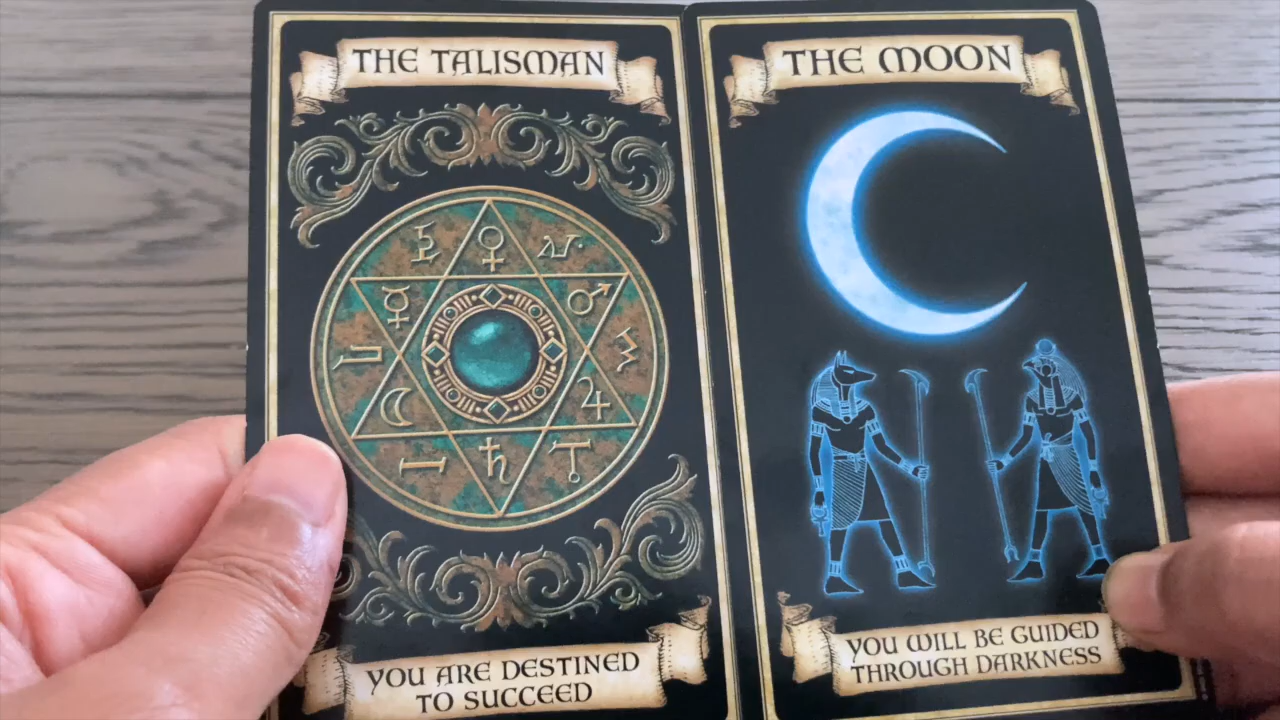 THE TALISMAN
YOU ARE DESTINED
TO SUCCEED
THE MOON
YOU WILL BE GUIDED
THROUGH DARKNESS